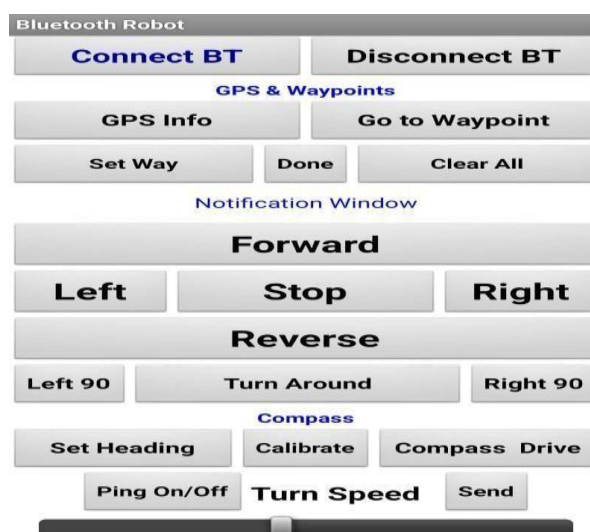 Bluetooth Robot
Connect BT Disconnect BT
GPS & Waypoints
GPS Info Go to Waypoint
Set Way Done Clear All
Notification Window
Forward
Left Stop Right
Reverse
Left 90 Turn Around Right 90
Compass
Set Heading Calibrate Compass Drive
Ping On/Off Turn Speed Send